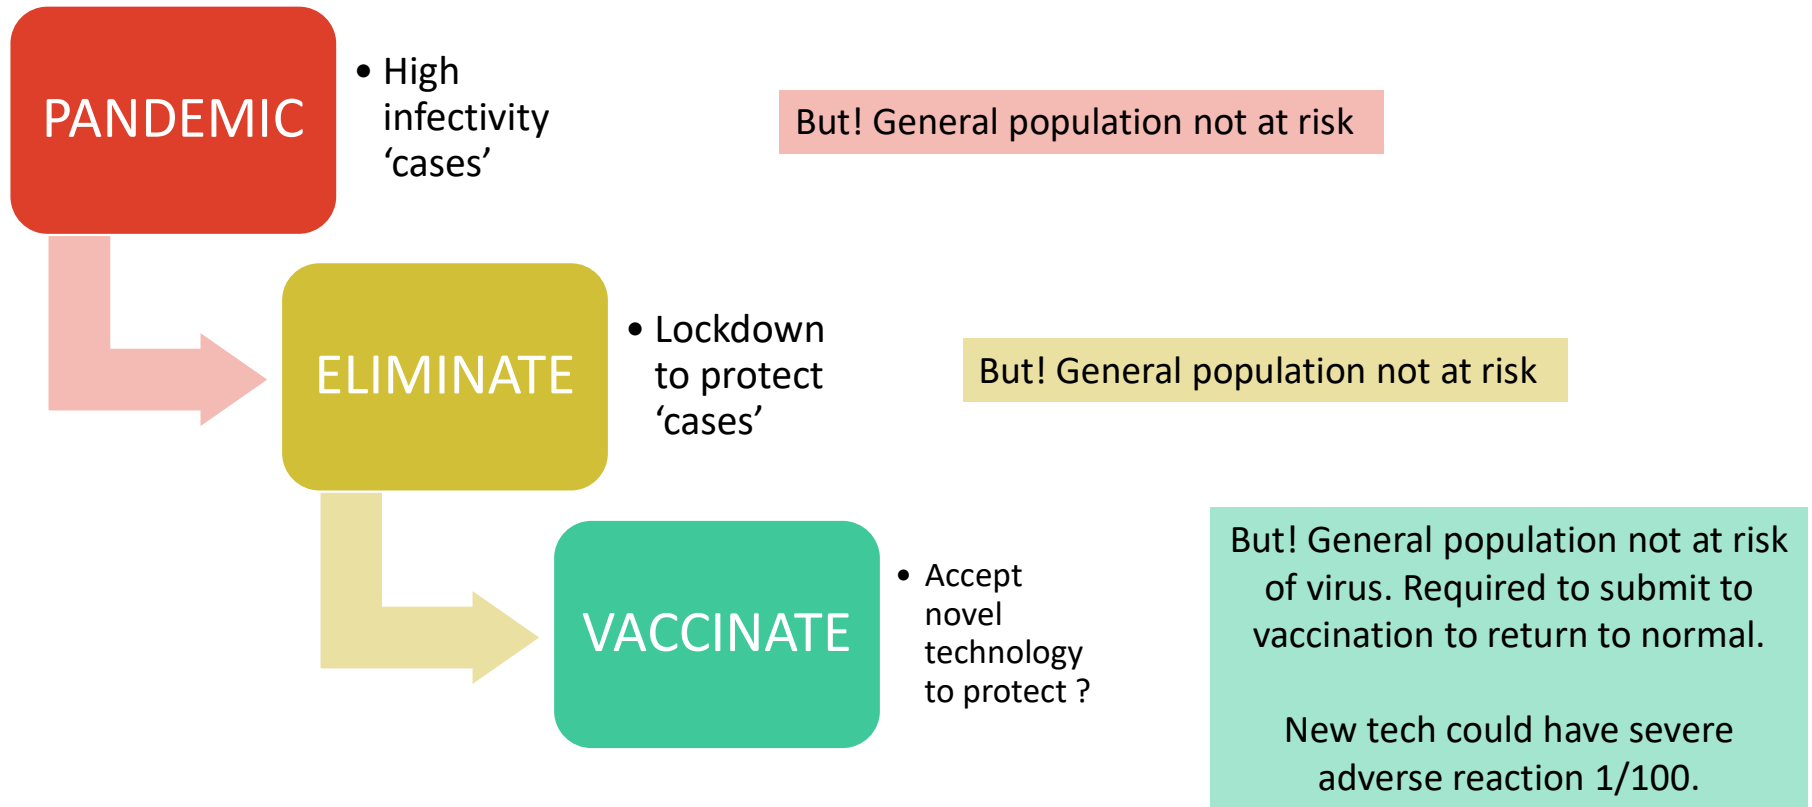 PANDEMIC
• High
infectivity
‘cases’
But! General population not at risk
ELIMINATE
• Lockdown
to protect
‘cases’
But! General population not at risk
VACCINATE
• Accept
novel
technology
to protect ?
But! General population not at risk
of virus. Required to submit to
vaccination to return to normal.
New tech could have severe
adverse reaction 1/100.